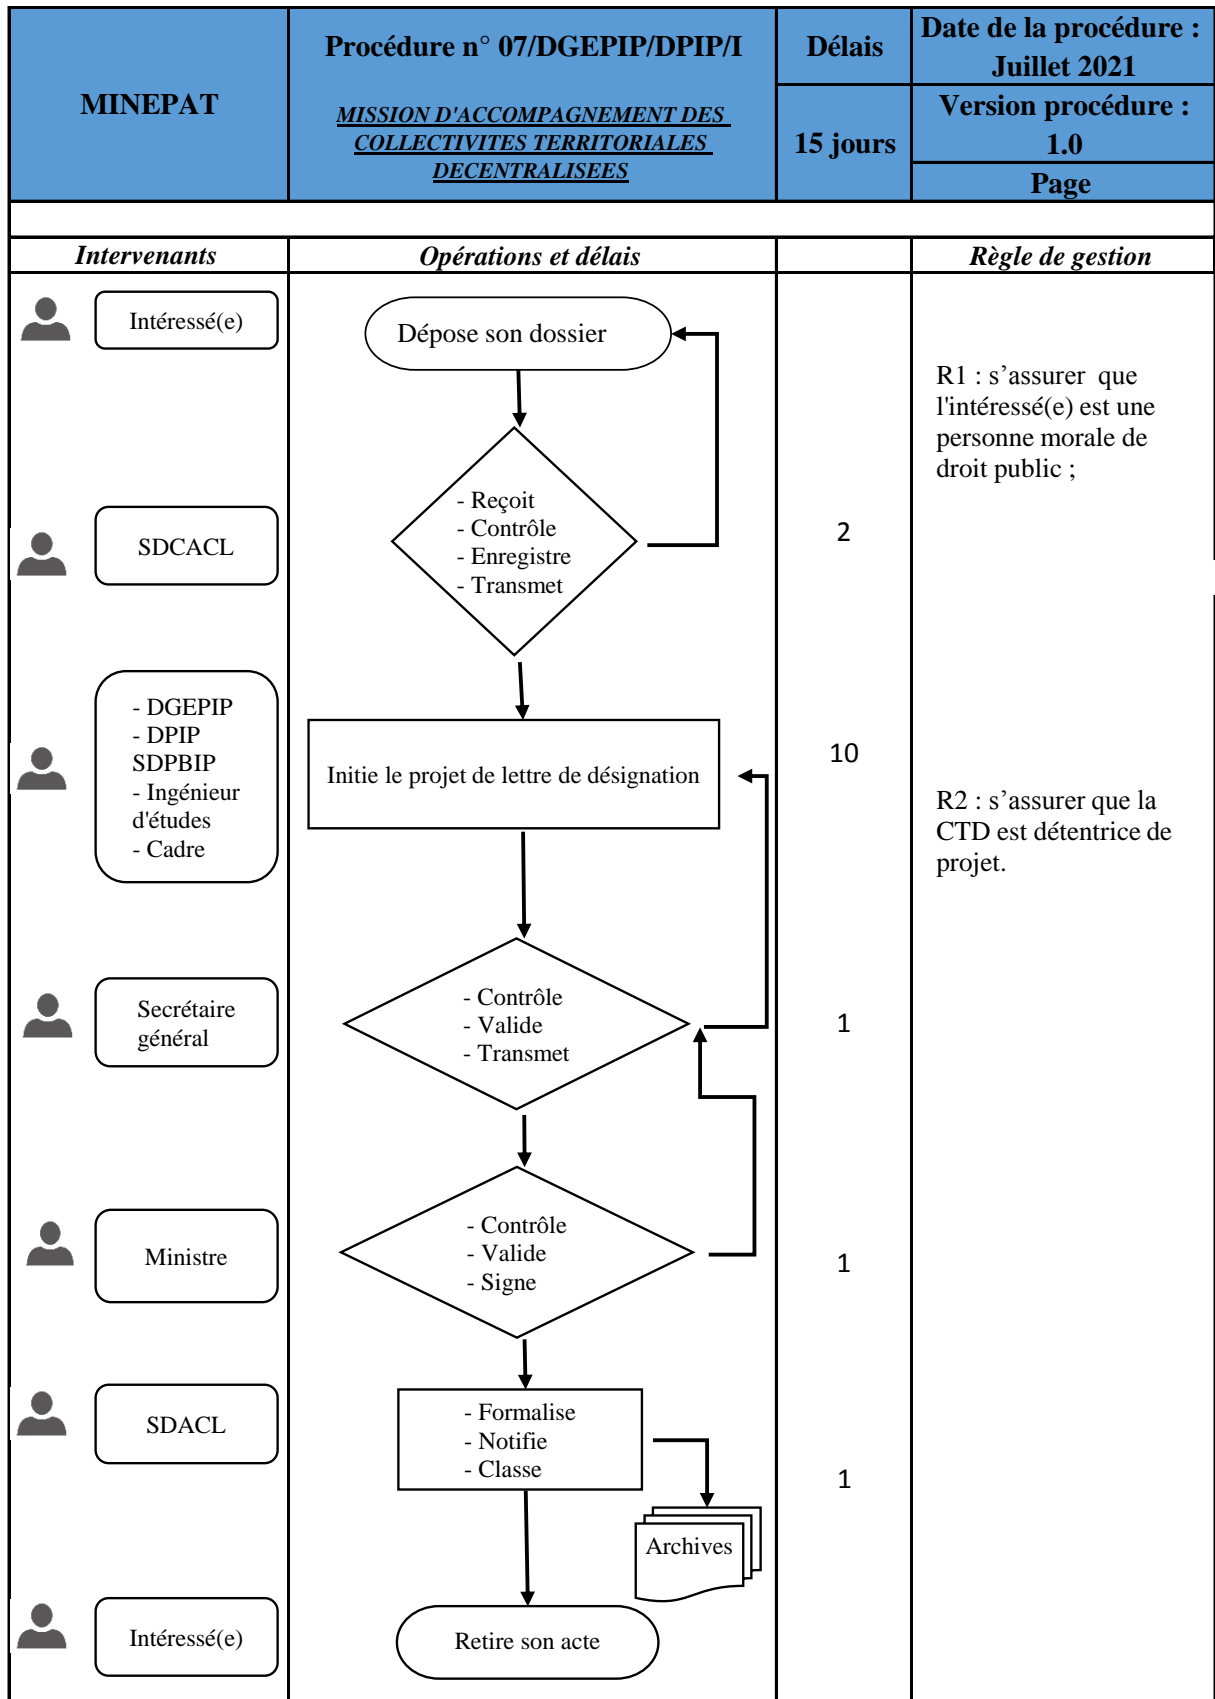 MINEPAT
Procédure n° 07/DGEPIP/DPIP/I
MISSION D'ACCOMPAGNEMENT DES
COLLECTIVITES TERRITORIALES
DECENTRALISEES
Délais
15 jours
Date de la procédure :
Juillet 2021
Version procédure :
1.0
Page
Intervenants
Opérations et délais
Règle de gestion
Intéressé(e)
Dépose son dossier
R1 : s’assurer que
l'intéressé(e) est une
personne morale de
droit public ;
SDCACL
- Reçoit
- Contrôle
- Enregistre
- Transmet
2
- DGEPIP
- DPIP
SDPBIP
- Ingénieur
d'études
- Cadre
Initie le projet de lettre de désignation
10
R2 : s’assurer que la
CTD est détentrice de
projet.
Secrétaire
général
- Contrôle
- Valide
- Transmet
1
Ministre
- Contrôle
- Valide
- Signe
1
SDACL
- Formalise
- Notifie
- Classe
1
Archives
Intéressé(e)
Retire son acte